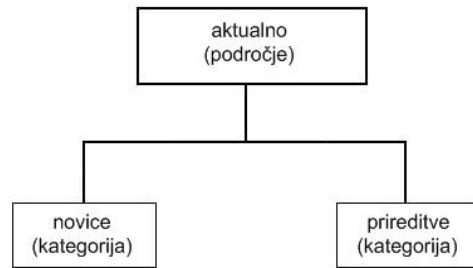 aktualno
(področje)
novice
(kategorija)
prireditve
(kategorija)